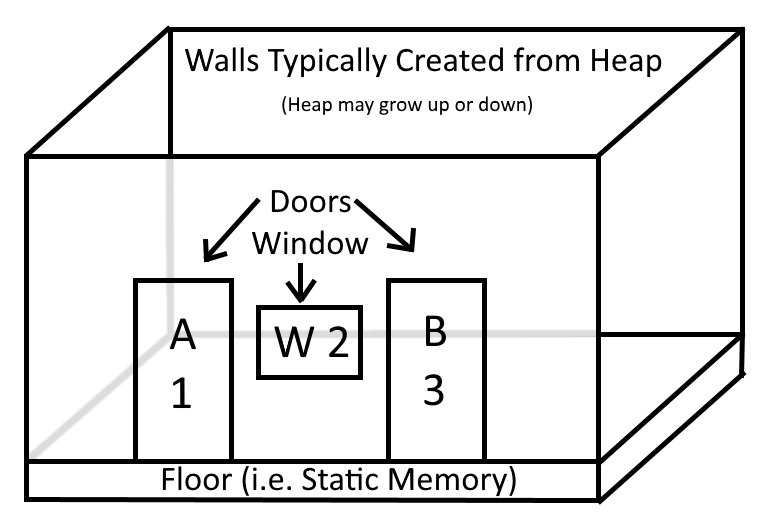 Walls Typically Created from Heap
(Heap may grow up or down)
Doors
Window
A
1
W 2
B
3
Floor (i.e. Static Memory)